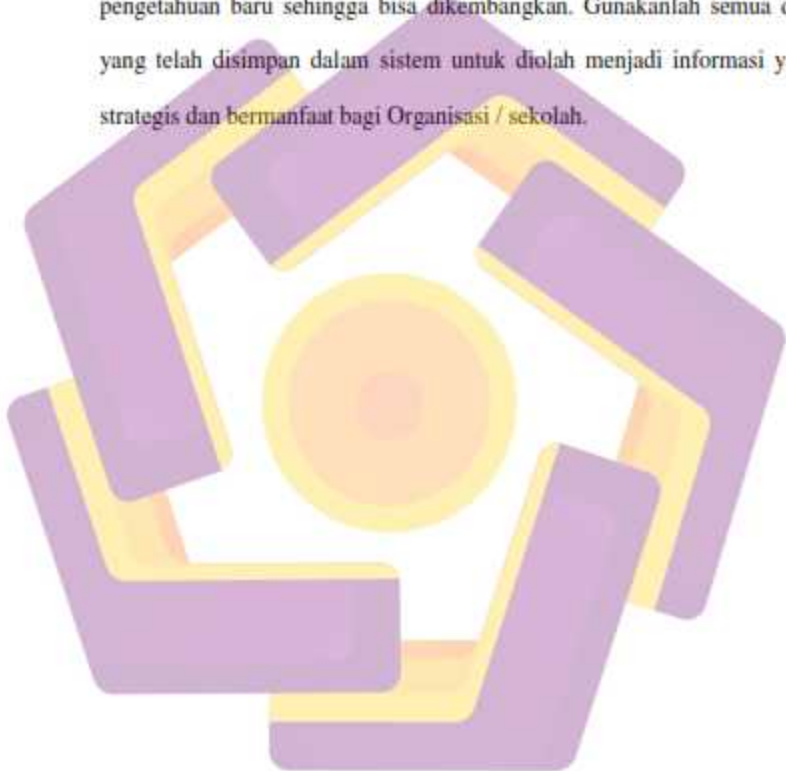 pengetahuan baru sehingga bisa dikembangkan. Gunakanlah semua
yang telah disimpan dalam sistem untuk diolah menjadi informasi
strategis dan bermanfaat bagi Organisasi / sekolah.